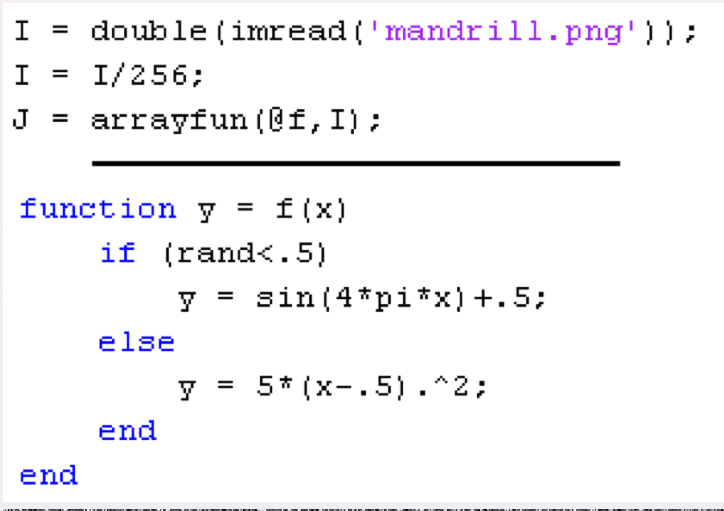 I = double(imread('mandrill.png'));
I = I/256;
J = arrayfun(@f,I);
function y = f(x)
if (rand<.5)
y = sin(4*pi*x)+.5;
else
y = 5*(x-.5).^2;
end
end